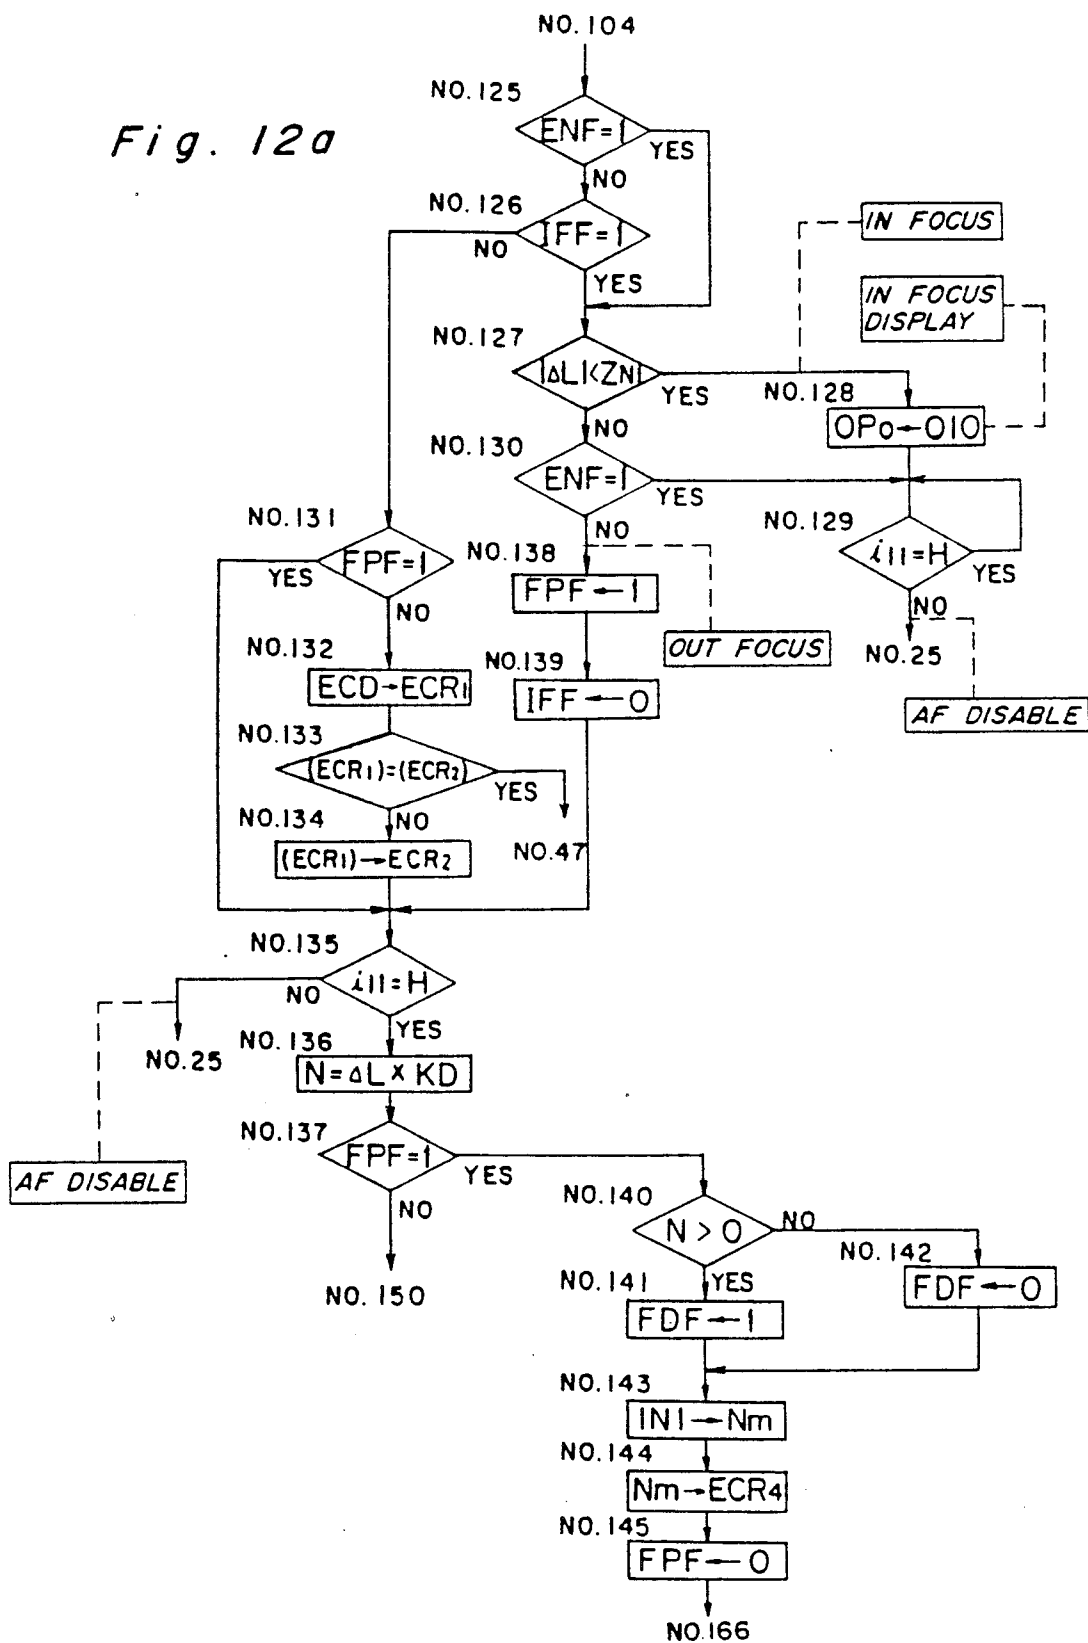 Fig. 12a
NO.104
NO.125
ENF=1
YES
NO
NO.126
IFF=1
NO
YES
IN FOCUS
IN FOCUS
DISPLAY
NO.127
|ΔL|<ZN
YES
NO
NO.128
OPo←010
NO.130
ENF=1
YES
NO
NO.129
i11=H
YES
NO
NO.25
AF DISABLE
NO.131
FPF=1
YES
NO
NO.138
FPF←1
OUT FOCUS
NO.132
ECD→ECR1
NO.139
IFF←0
NO.133
(ECR1)=(ECR2)
YES
NO
NO.47
NO.134
(ECR1)→ECR2
NO.135
i11=H
NO
YES
NO.25
AF DISABLE
NO.136
N=ΔL×KD
NO.137
FPF=1
YES
NO
NO.150
NO.140
N>0
NO
YES
NO.142
FDF←0
NO.141
FDF←1
NO.143
|N|→Nm
NO.144
Nm→ECR4
NO.145
FPF←0
NO.166